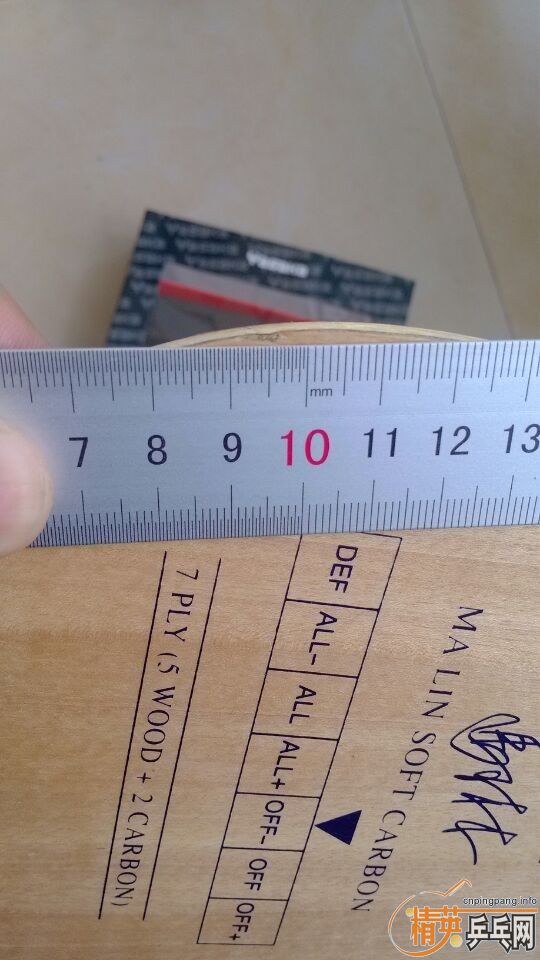 Yasaka
mm
7 8 9 10 11 12 13
DEF
ALL-
ALL
ALL+
OFF-
OFF
OFF+
7 PLY (5 WOOD + 2 CARBON)
MA LIN SOFT CARBON
cnpingpang.info
精英乒乓网